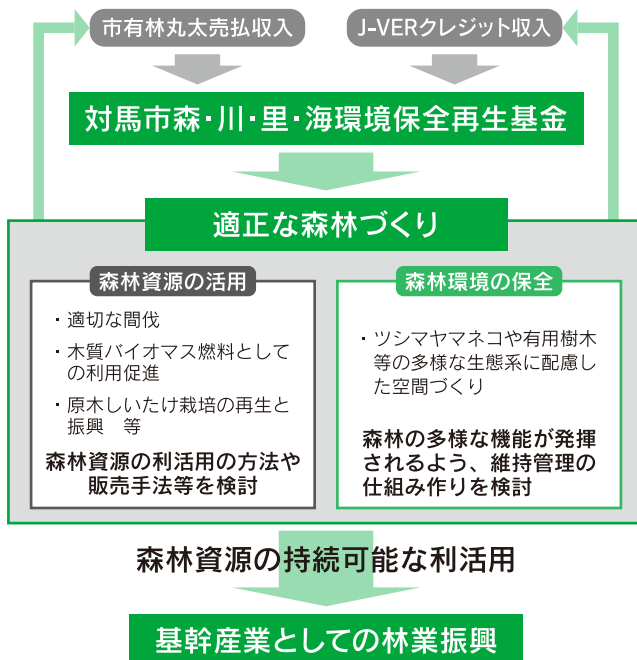 市有林丸太売払収入
J-VERクレジット収入
対馬市森・川・里・海環境保全再生基金
適正な森林づくり
森林資源の活用
・適切な間伐
・木質バイオマス燃料として
の利用促進
・原木しいたけ栽培の再生と
振興　等
森林資源の利活用の方法や
販売手法等を検討
森林環境の保全
・ツシマヤマネコや有用樹木
等の多様な生態系に配慮し
た空間づくり
森林の多様な機能が発揮
されるよう、維持管理の
仕組み作りを検討
森林資源の持続可能な利活用
基幹産業としての林業振興